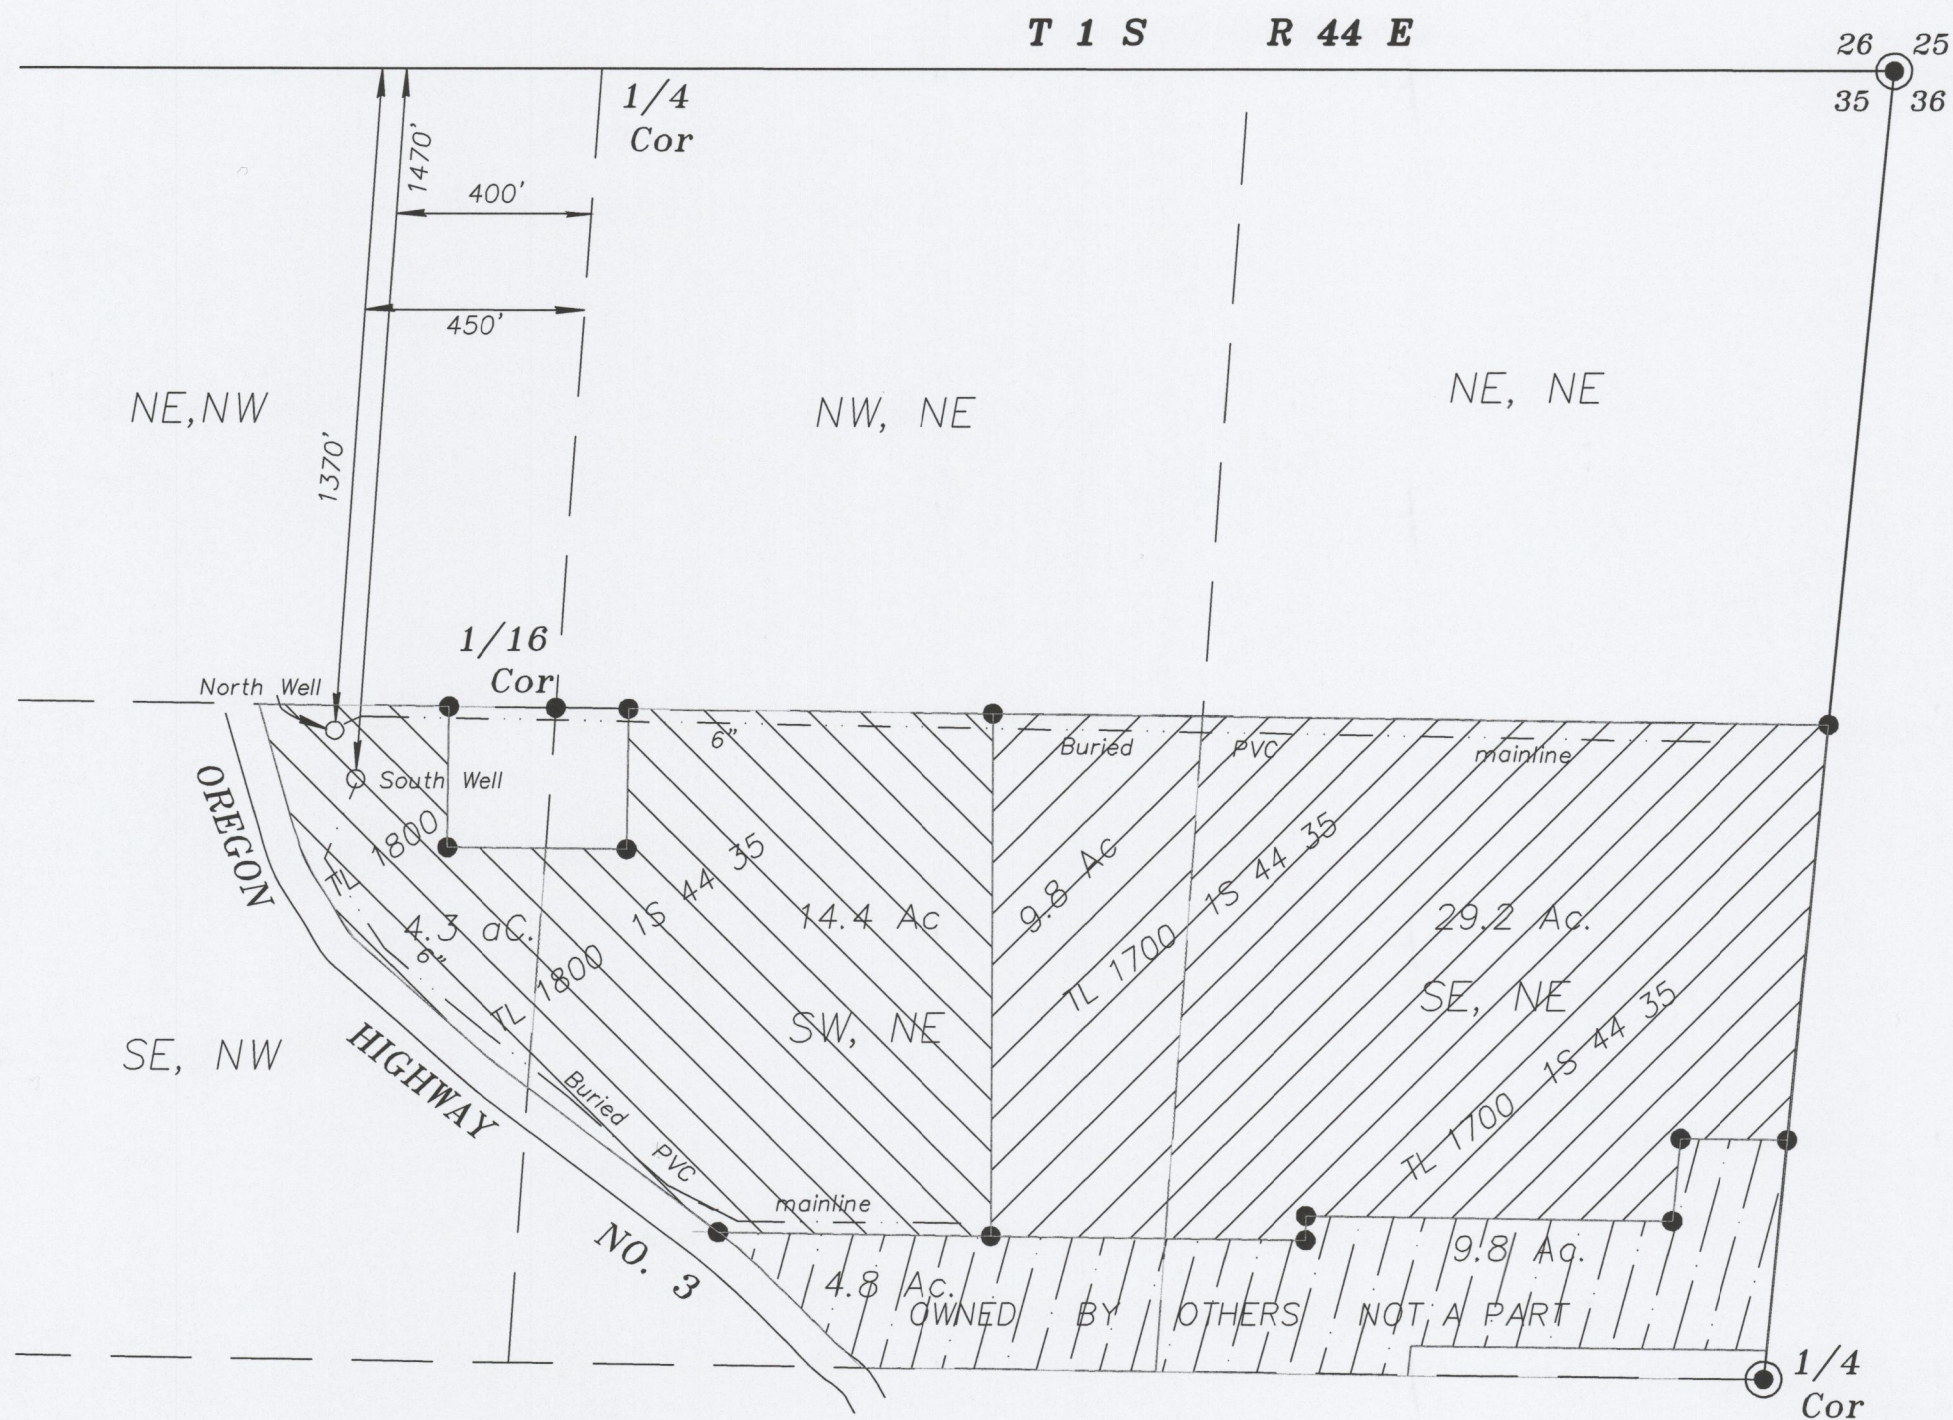 T 1 S R 44 E
26 25
35 36
1/4
Cor
1470'
400'
450'
1370'
NE,NW
NW, NE
NE, NE
1/16
Cor
North Well
South Well
6"
Buried PVC mainline
OREGON
HIGHWAY
NO. 3
TL 1800
4.3 aC.
6"
TL 1800 1S 44 35
14.4 Ac
9.8 Ac
TL 1700 1S 44 35
29.2 Ac.
SW, NE
SE, NE
TL 1700 1S 44 35
SE, NW
Buried PVC mainline
4.8 Ac.
9.8 Ac.
OWNED BY OTHERS NOT A PART
1/4
Cor